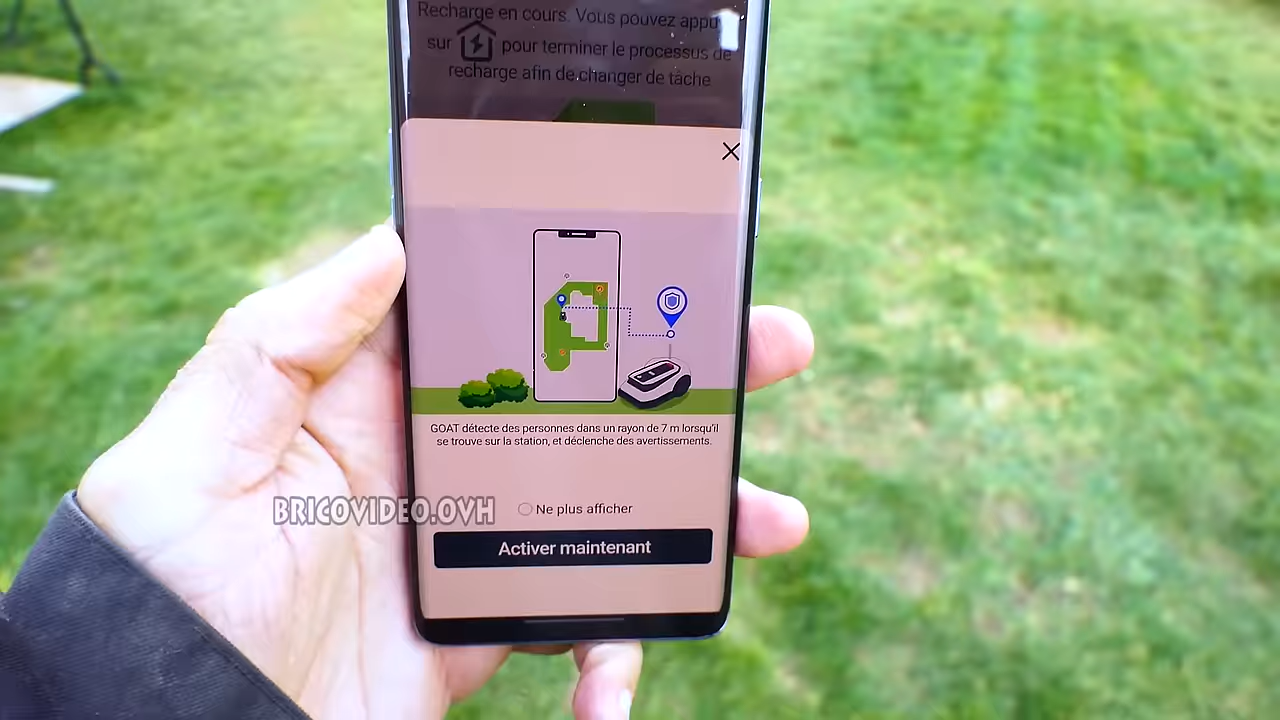 Recharge en cours. Vous pouvez
sur pour terminer le processus de
recharge afin de changer de tâche
GOAT détecte des personnes dans un rayon de 7 m lorsqu'il
se trouve sur la station, et déclenche des avertissements.
BRICOVIDEO.OVH
Ne plus afficher
Activer maintenant